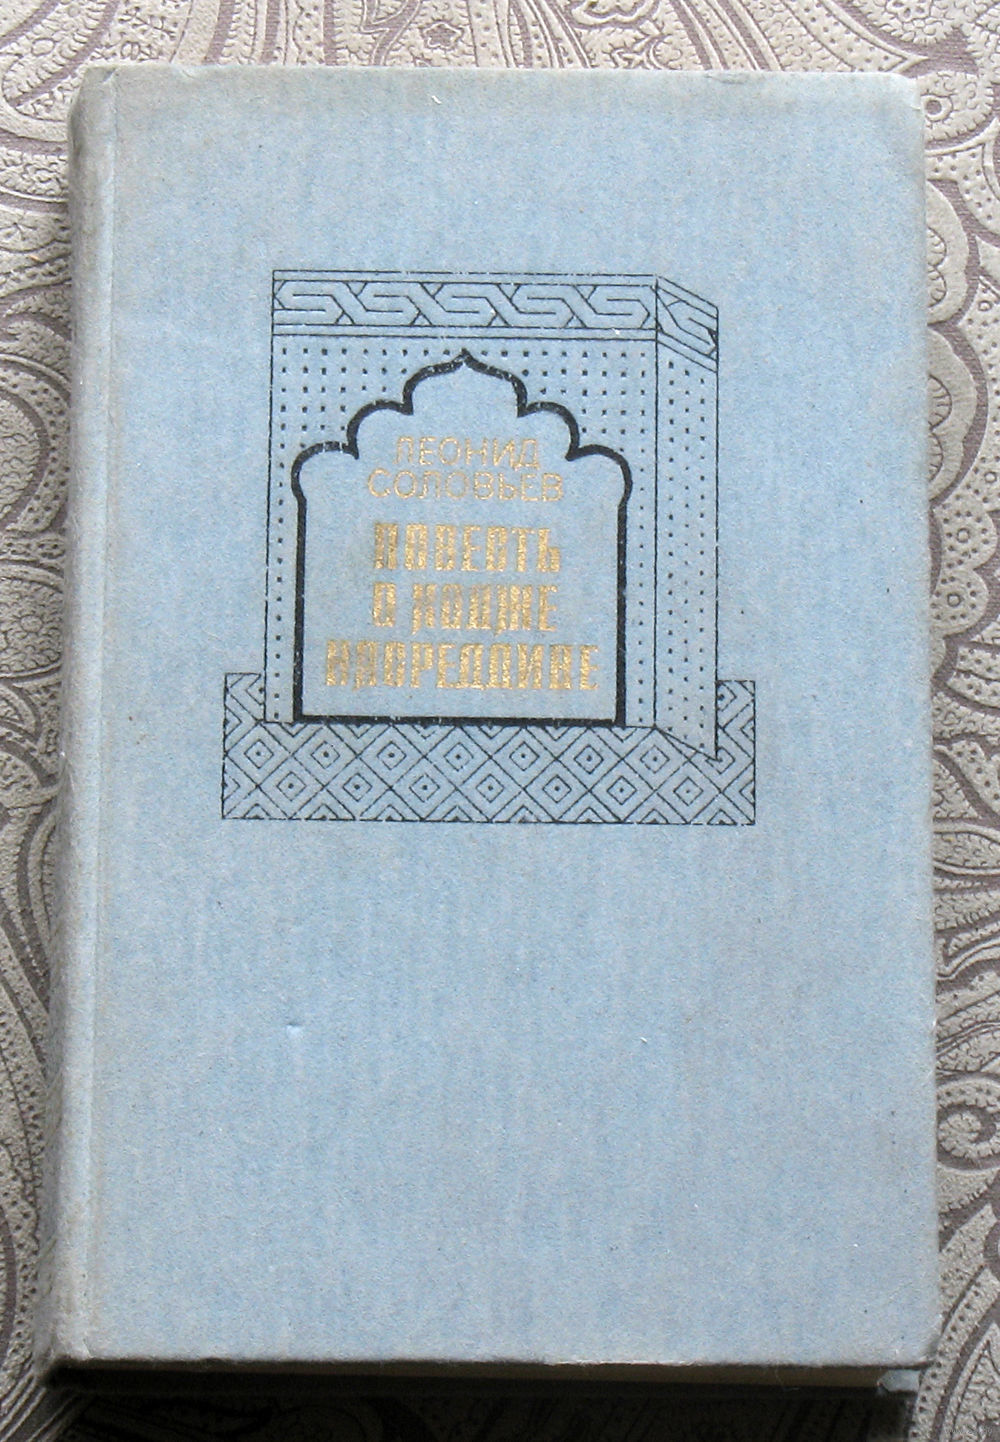 ЛЕОНИД
СОЛОВЬЕВ
ПОВЕСТЬ
О ХОДЖЕ
НАСРЕДДИНЕ